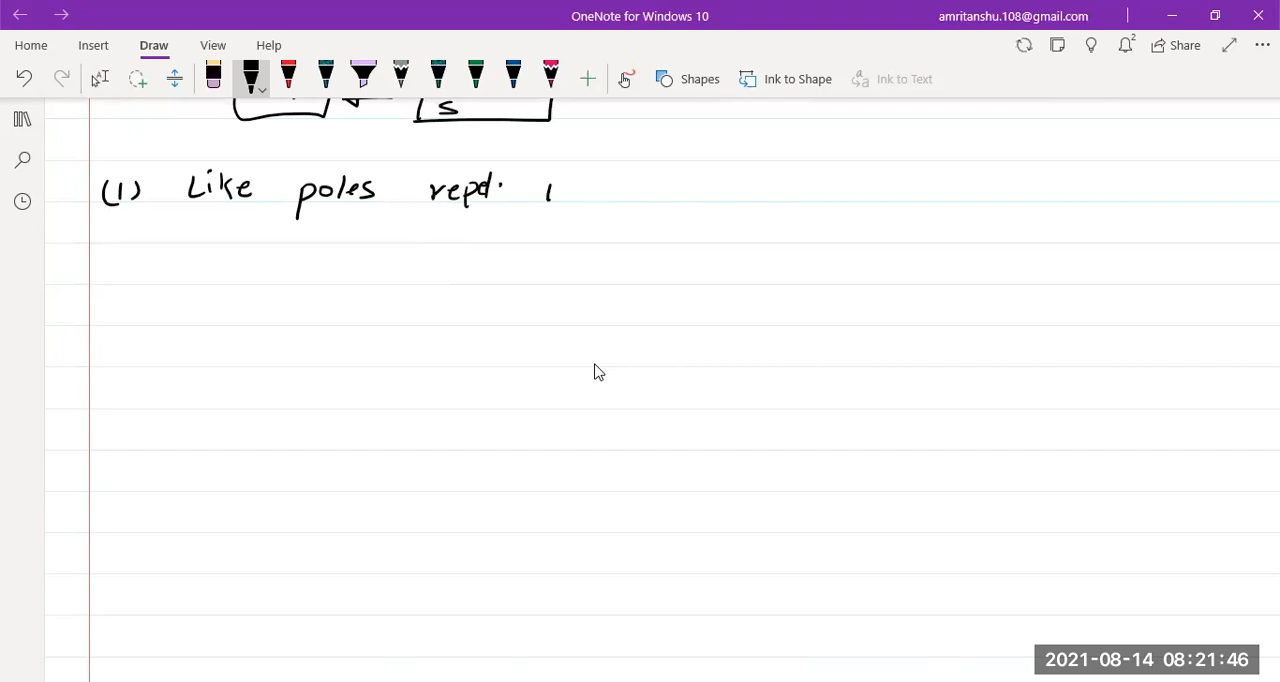 OneNote for Windows 10
amritanshu.108@gmail.com
Home Insert Draw View Help
2
Share
Shapes
Ink to Shape
Ink to Text
S
(1) Like poles repel.
2021-08-14 08:21:46